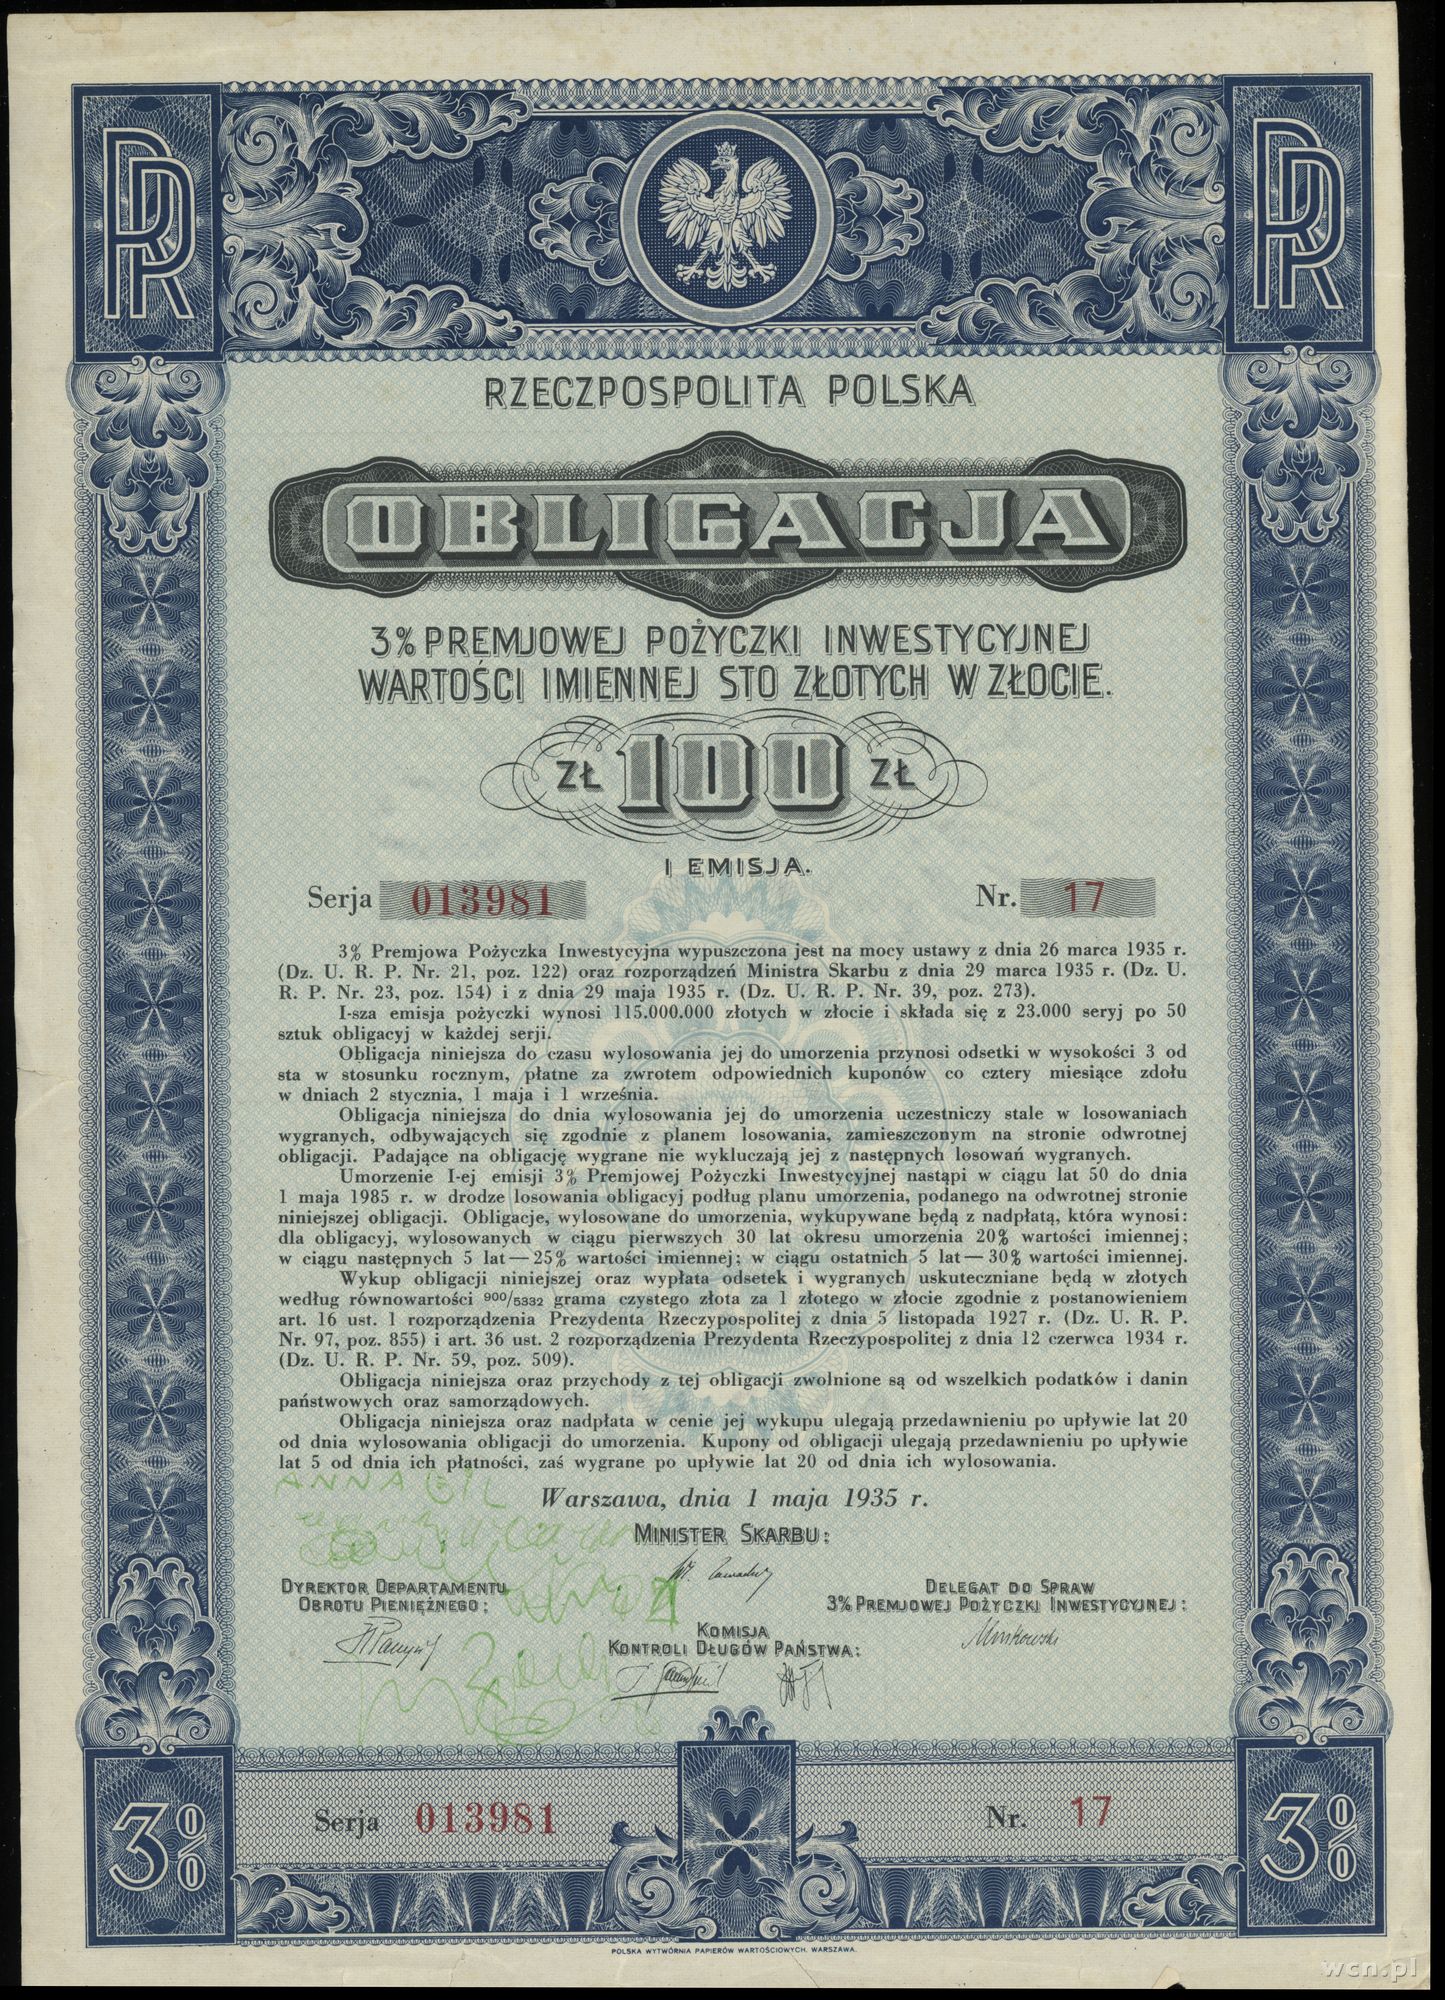 RP RP
RZECZPOSPOLITA POLSKA
OBLIGACJA
3% PREMJOWEJ POŻYCZKI INWESTYCYJNEJ
WARTOŚCI IMIENNEJ STO ZŁOTYCH W ZŁOCIE.
ZŁ 100 ZŁ
I EMISJA.
Serja 013981 Nr. 17
3% Premjowa Pożyczka Inwestycyjna wypuszczona jest na mocy ustawy z dnia 26 marca 1935 r.
(Dz. U. R. P. Nr. 21, poz. 122) oraz rozporządzeń Ministra Skarbu z dnia 29 marca 1935 r. (Dz. U.
R. P. Nr. 23, poz. 154) i z dnia 29 maja 1935 r. (Dz. U. R. P. Nr. 39, poz. 273).
I-sza emisja pożyczki wynosi 115.000.000 złotych w złocie i składa się z 23.000 seryj po 50
sztuk obligacyj w każdej serji.
Obligacja niniejsza do czasu wylosowania jej do umorzenia przynosi odsetki w wysokości 3 od
sta w stosunku rocznym, płatne za zwrotem odpowiednich kuponów co cztery miesiące zdołu
w dniach 2 stycznia, 1 maja i 1 września.
Obligacja niniejsza do dnia wylosowania jej do umorzenia uczestniczy stale w losowaniach
wygranych, odbywających się zgodnie z planem losowania, zamieszczonym na stronie odwrotnej
obligacji. Padające na obligację wygrane nie wykluczają jej z następnych losowań wygranych.
Umorzenie I-ej emisji 3% Premjowej Pożyczki Inwestycyjnej nastąpi w ciągu lat 50 do dnia
1 maja 1985 r. w drodze losowania obligacyj podług planu umorzenia, podanego na odwrotnej stronie
niniejszej obligacji. Obligacje, wylosowane do umorzenia, wykupywane będą z nadpłatą, która wynosi:
dla obligacyj, wylosowanych w ciągu pierwszych 30 lat okresu umorzenia 20% wartości imiennej;
w ciągu następnych 5 lat — 25% wartości imiennej; w ciągu ostatnich 5 lat — 30% wartości imiennej.
Wykup obligacji niniejszej oraz wypłata odsetek i wygranych uskuteczniane będą w złotych
według równowartości 900/5332 grama czystego złota za 1 złotego w złocie zgodnie z postanowieniem
art. 16 ust. 1 rozporządzenia Prezydenta Rzeczypospolitej z dnia 5 listopada 1927 r. (Dz. U. R. P.
Nr. 97, poz. 855) i art. 36 ust. 2 rozporządzenia Prezydenta Rzeczypospolitej z dnia 12 czerwca 1934 r.
(Dz. U. R. P. Nr. 59, poz. 509).
Obligacja niniejsza oraz przychody z tej obligacji zwolnione są od wszelkich podatków i danin
państwowych oraz samorządowych.
Obligacja niniejsza oraz nadpłata w cenie jej wykupu ulegają przedawnieniu po upływie lat 20
od dnia wylosowania obligacji do umorzenia. Kupony od obligacji ulegają przedawnieniu po upływie
lat 5 od dnia ich płatności, zaś wygrane po upływie lat 20 od dnia ich wylosowania.
ANNA GIL
Warszawa, dnia 1 maja 1935 r.
MINISTER SKARBU:
DYREKTOR DEPARTAMENTU
OBROTU PIENIĘŻNEGO:
DELEGAT DO SPRAW
3% PREMJOWEJ POŻYCZKI INWESTYCYJNEJ:
KOMISJA
KONTROLI DŁUGÓW PAŃSTWA:
Serja 013981 Nr. 17
3% 3%
POLSKA WYTWÓRNIA PAPIERÓW WARTOŚCIOWYCH. WARSZAWA.
wcn.pl